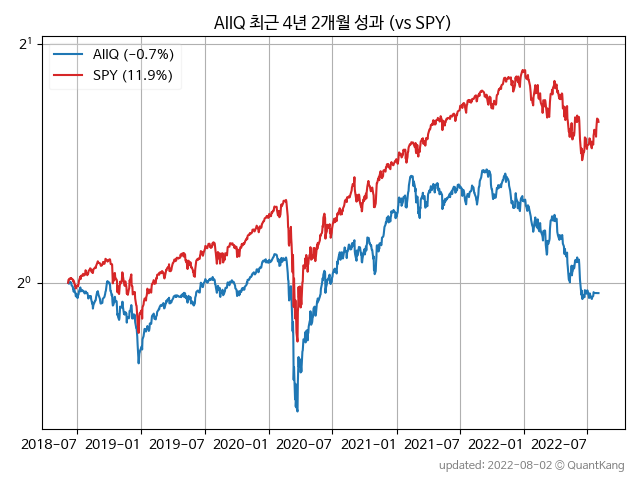 AIIQ 최근 4년 2개월 성과 (vs SPY)
2¹
AIIQ (-0.7%)
SPY (11.9%)
2⁰
2018-07 2019-01 2019-07 2020-01 2020-07 2021-01 2021-07 2022-01 2022-07
updated: 2022-08-02 © QuantKang